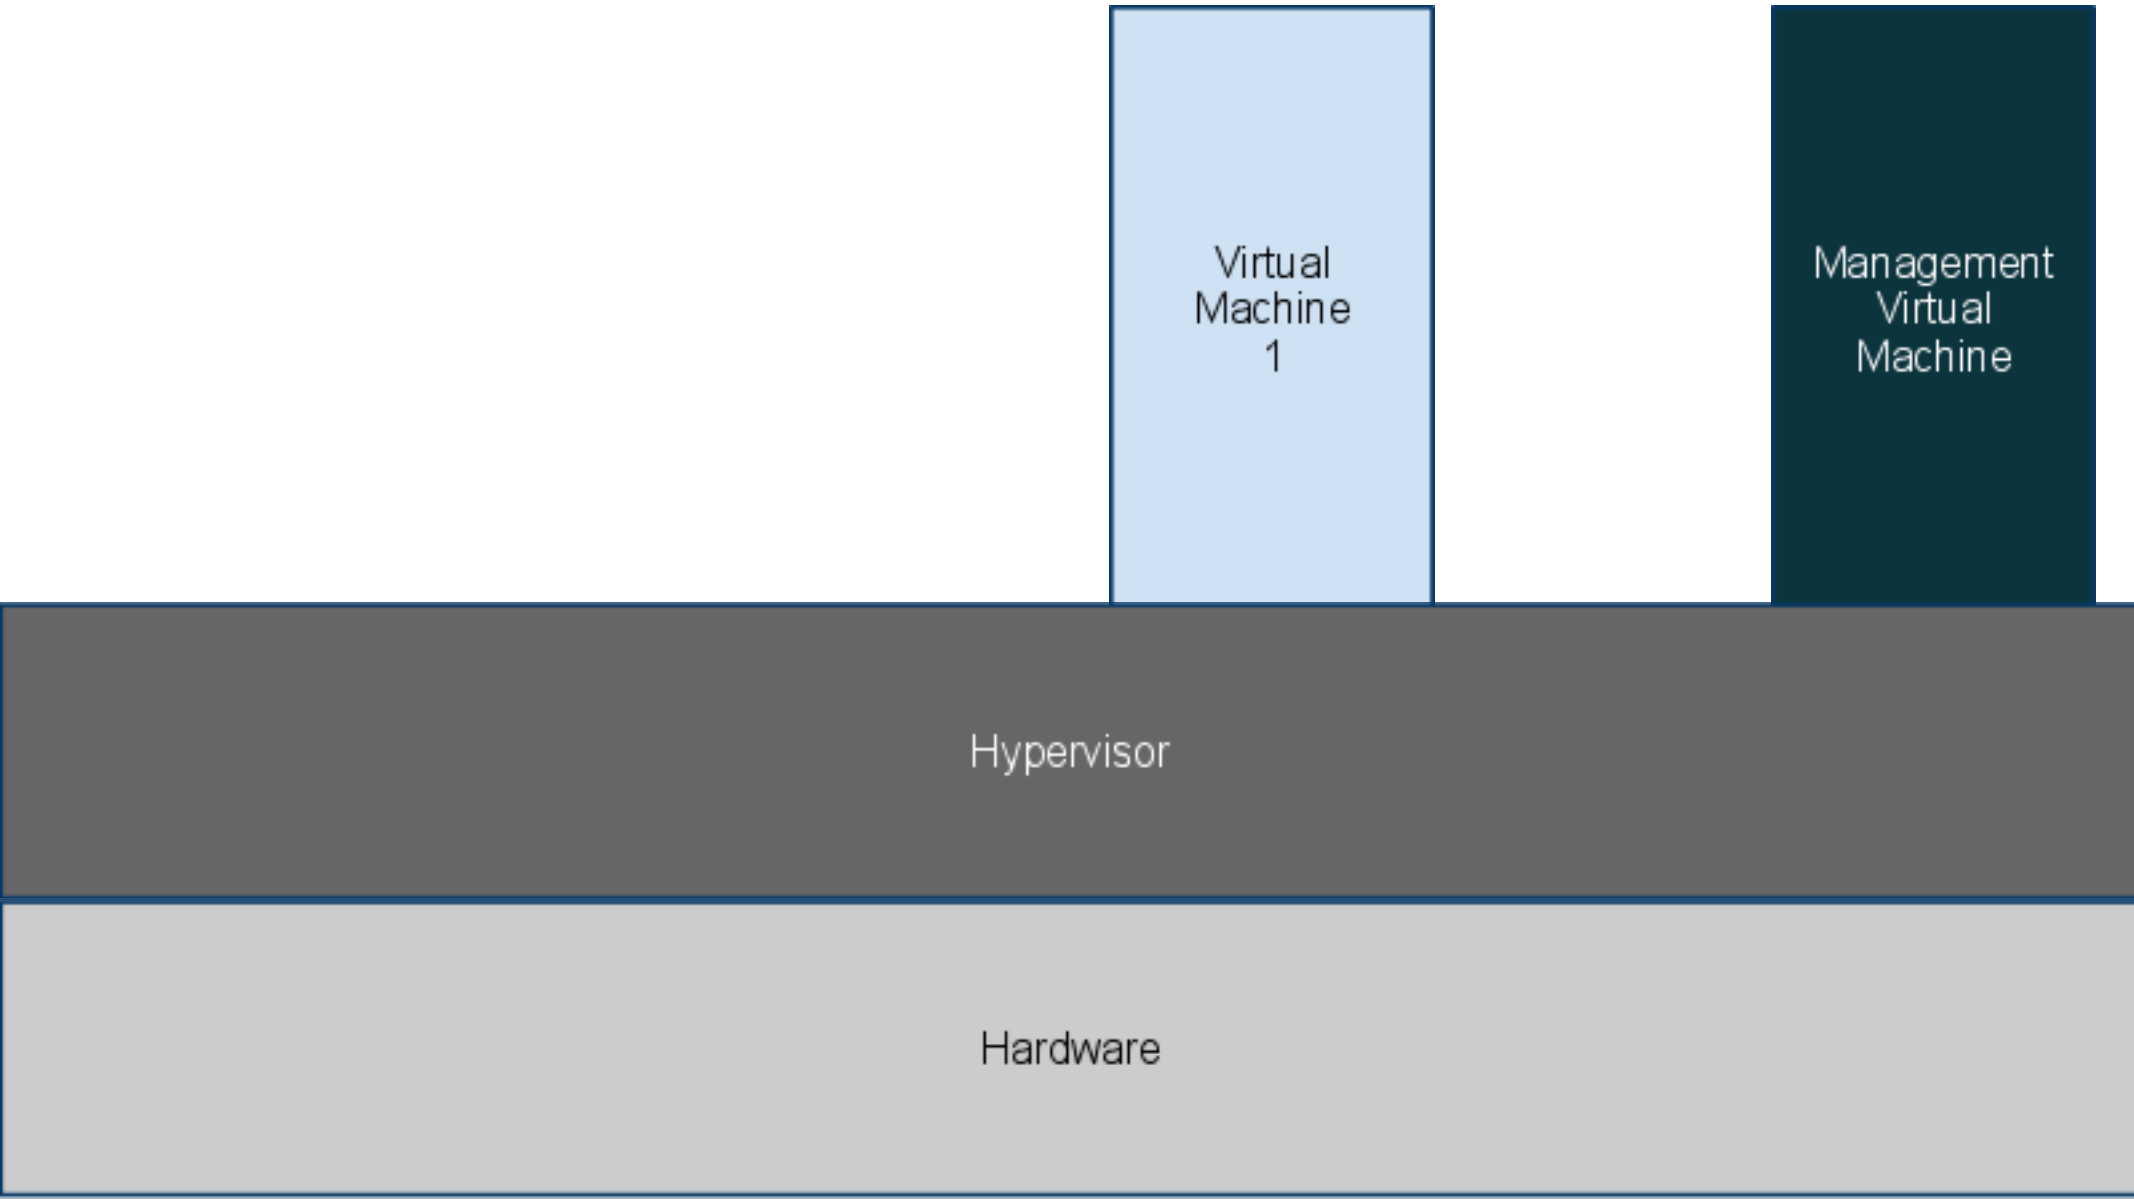 Virtual
Machine
1
Management
Virtual
Machine
Hypervisor
Hardware